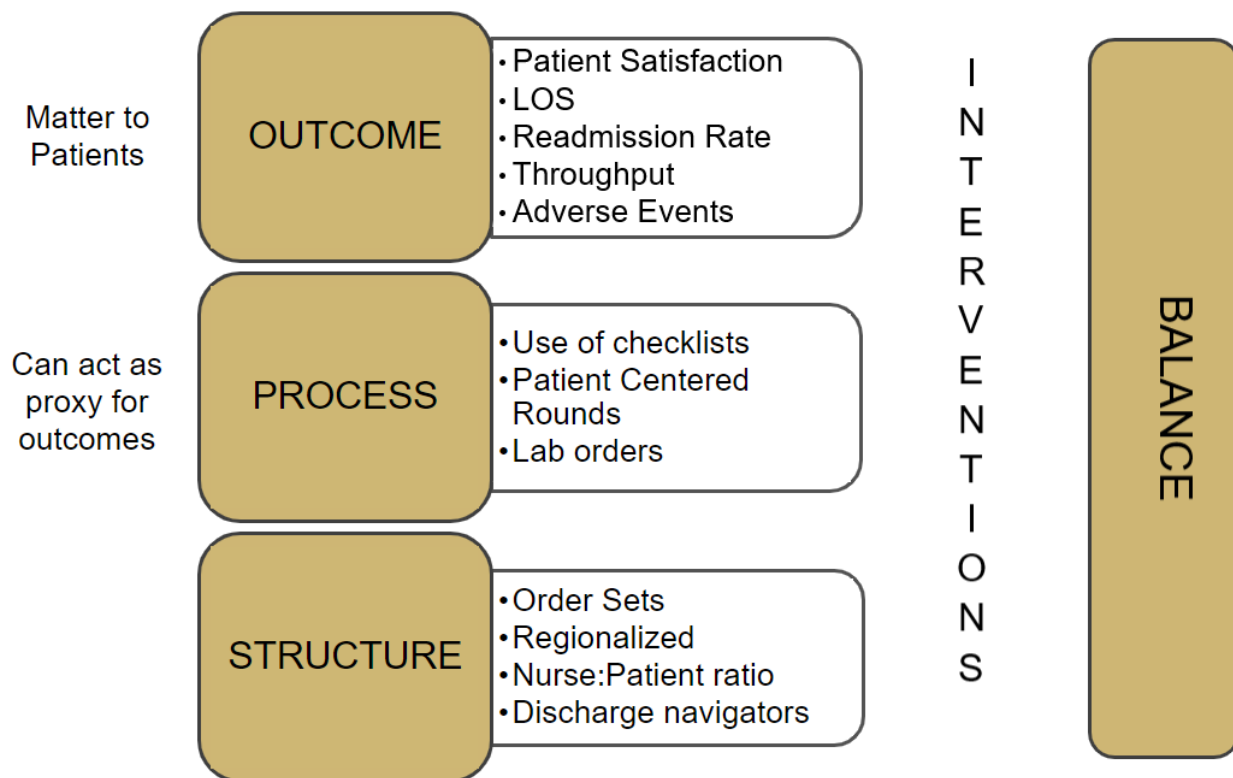 Matter to
Patients
OUTCOME
• Patient Satisfaction
• LOS
• Readmission Rate
• Throughput
• Adverse Events
Can act as
proxy for
outcomes
PROCESS
• Use of checklists
• Patient Centered
Rounds
• Lab orders
STRUCTURE
• Order Sets
• Regionalized
• Nurse:Patient ratio
• Discharge navigators
INTERVENTIONS
BALANCE